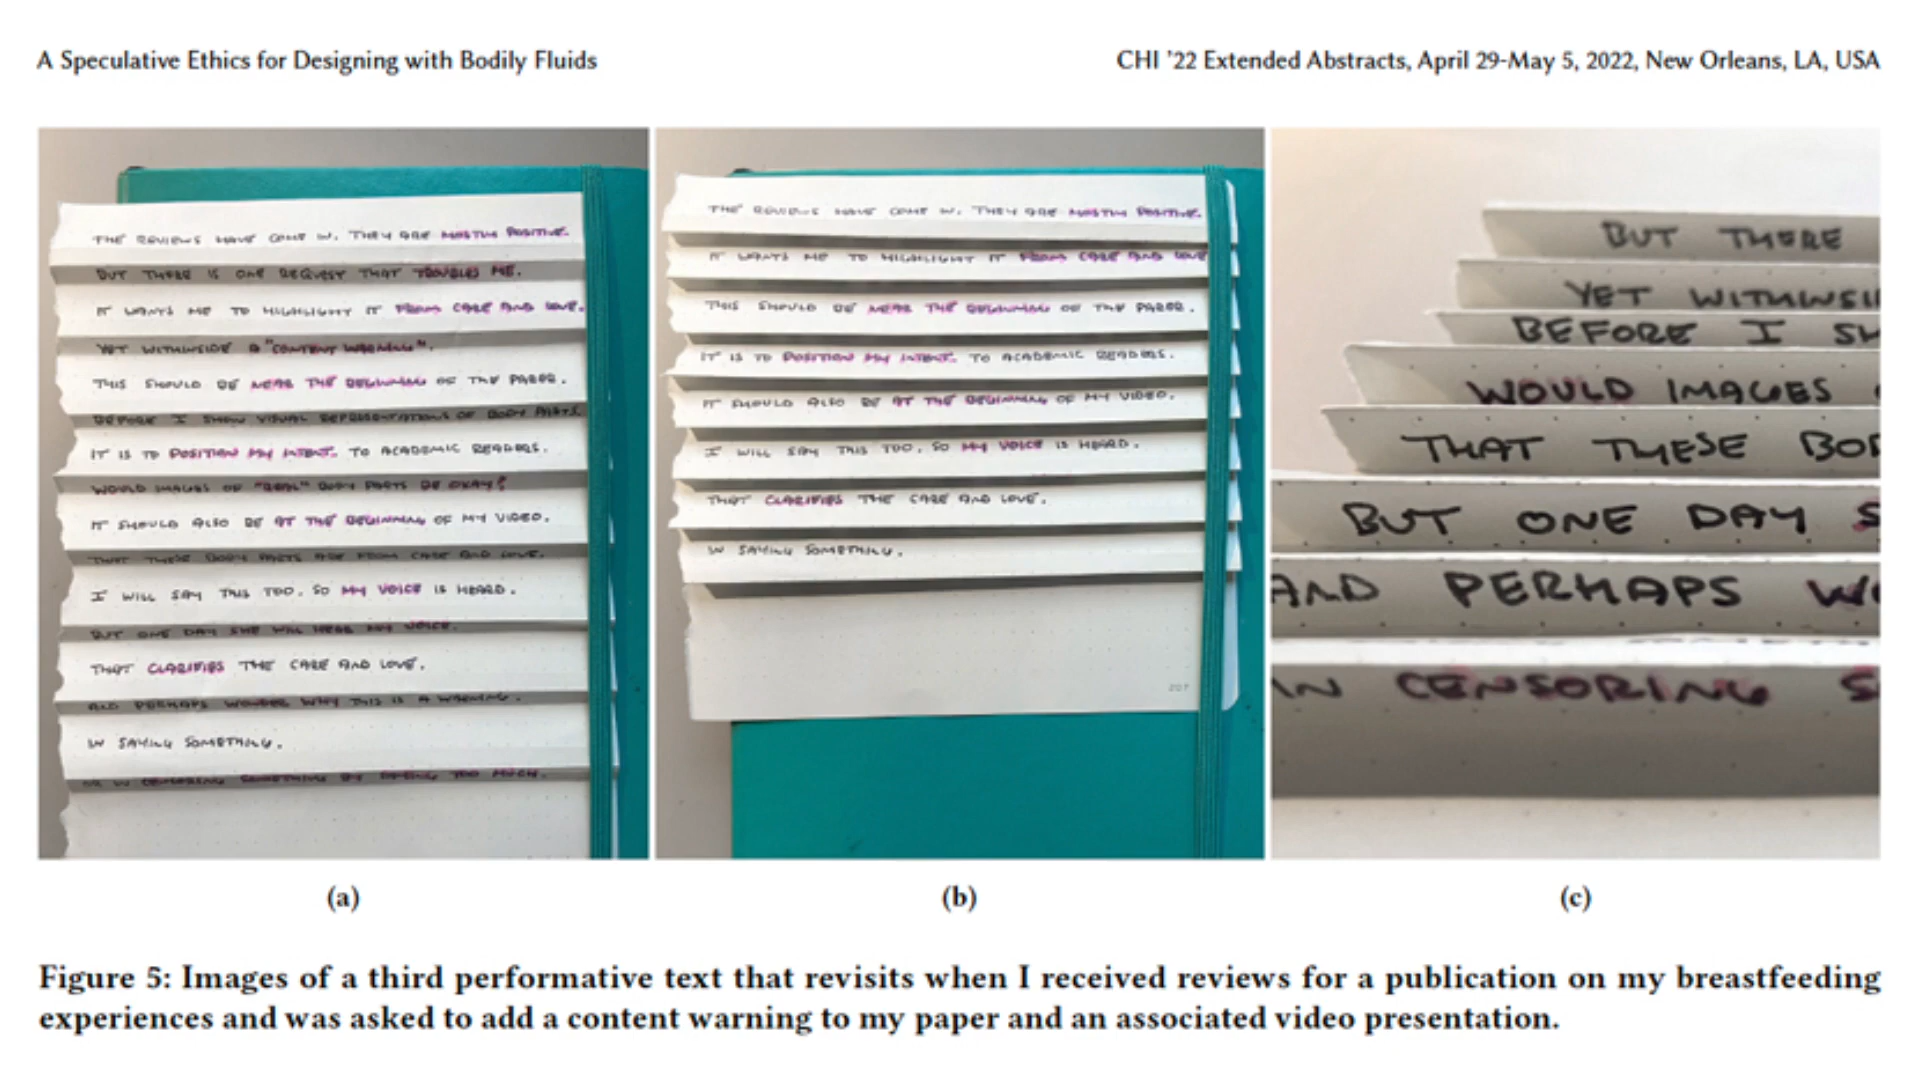 A Speculative Ethics for Designing with Bodily Fluids
CHI ’22 Extended Abstracts, April 29-May 5, 2022, New Orleans, LA, USA
THE REVIEWS HAVE COME IN. THEY ARE MOSTLY POSITIVE.
BUT THERE IS ONE REQUEST THAT TROUBLES ME.
IT WANTS ME TO HIGHLIGHT IT FROM CARE AND LOVE.
YET WITHINSIDE A "CONTENT WARNING".
THIS SHOULD BE NEAR THE BEGINNING OF THE PAPER.
BEFORE I SHOW VISUAL REPRESENTATIONS OF BODY PARTS.
IT IS TO POSITION MY INTENT. TO ACADEMIC READERS.
WOULD IMAGES OF "REAL" BODY PARTS BE OKAY?
IT SHOULD ALSO BE AT THE BEGINNING OF MY VIDEO.
THAT THESE BODY PARTS ARE FROM CARE AND LOVE.
I WILL SAY THIS TOO. SO MY VOICE IS HEARD.
BUT ONE DAY SHE WILL HEAR MY VOICE.
THAT CLARIFIES THE CARE AND LOVE.
AND PERHAPS WONDER WHY THIS IS A WARNING.
IN SAYING SOMETHING.
OR IN CENSORING SOMETHING BY SAYING TOO MUCH.
THE REVIEWS HAVE COME IN. THEY ARE MOSTLY POSITIVE.
IT WANTS ME TO HIGHLIGHT IT FROM CARE AND LOVE
THIS SHOULD BE NEAR THE BEGINNING OF THE PAPER.
IT IS TO POSITION MY INTENT. TO ACADEMIC READERS.
IT SHOULD ALSO BE AT THE BEGINNING OF MY VIDEO.
I WILL SAY THIS TOO. SO MY VOICE IS HEARD.
THAT CLARIFIES THE CARE AND LOVE.
IN SAYING SOMETHING.
207
BUT THERE
YET WITHINSI
BEFORE I SH
WOULD IMAGES
THAT THESE BOD
BUT ONE DAY S
AND PERHAPS WO
IN CENSORING S
(a)
(b)
(c)
Figure 5: Images of a third performative text that revisits when I received reviews for a publication on my breastfeeding
experiences and was asked to add a content warning to my paper and an associated video presentation.